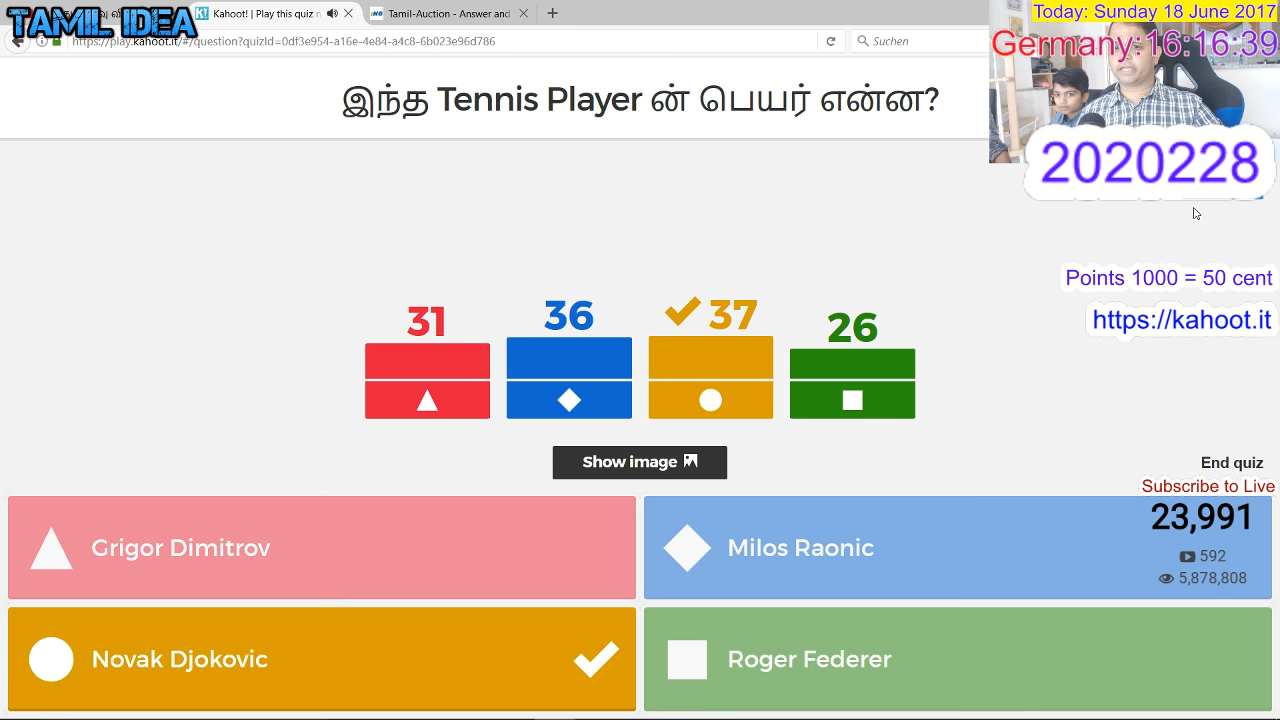 TAMIL IDEA
Kahoot! | Play this quiz n
Tamil-Auction - Answer and
Today: Sunday 18 June 2017
https://play.kahoot.it/#/question?quizId=0df3e954-a16e-4e84-a4c8-6b823e96d786
Suchen
Germany:16:16:39
இந்த Tennis Player ன் பெயர் என்ன?
2020228
Points 1000 = 50 cent
https://kahoot.it
31
36
37
26
Show image
End quiz
Subscribe to Live
23,991
592
5,878,808
Grigor Dimitrov
Milos Raonic
Novak Djokovic
Roger Federer